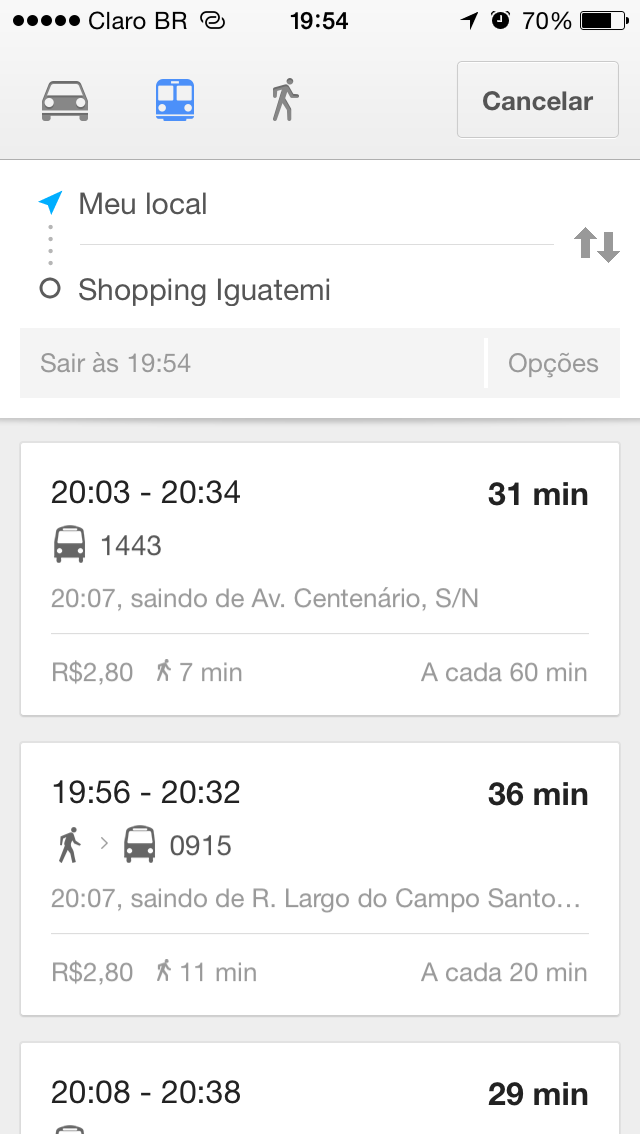 Claro BR 19:54 70%
Cancelar
Meu local
Shopping Iguatemi
Sair às 19:54 Opções
20:03 - 20:34 31 min
1443
20:07, saindo de Av. Centenário, S/N
R$2,80 7 min A cada 60 min
19:56 - 20:32 36 min
0915
20:07, saindo de R. Largo do Campo Santo...
R$2,80 11 min A cada 20 min
20:08 - 20:38 29 min